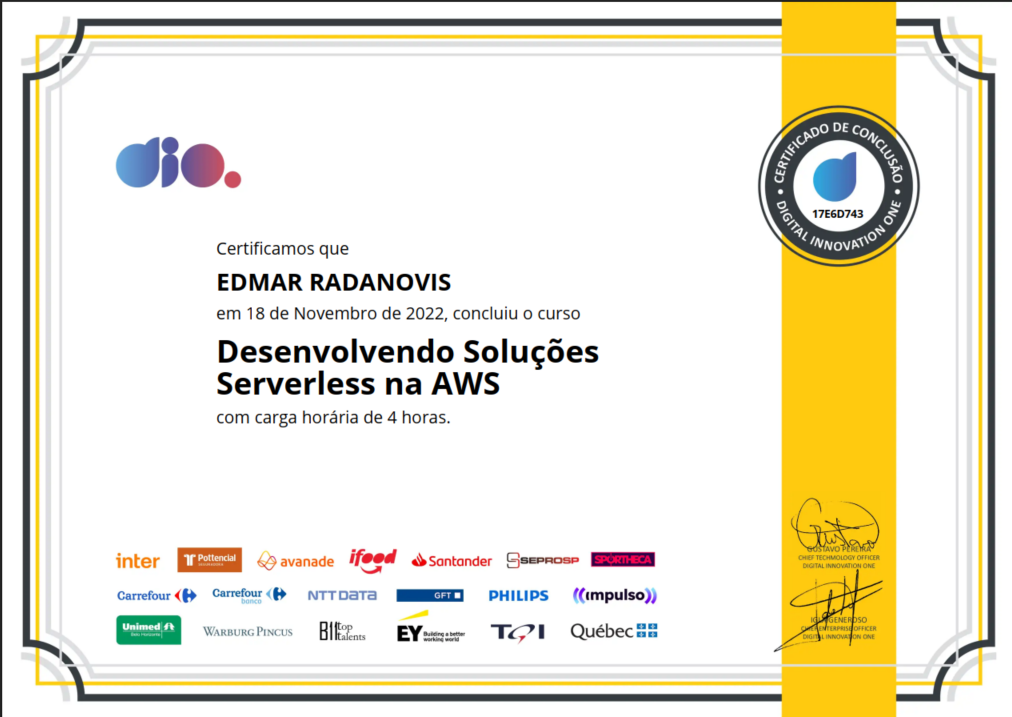 dio.
CERTIFICADO DE CONCLUSÃO
17E6D743
DIGITAL INNOVATION ONE
Certificamos que
EDMAR RADANOVIS
em 18 de Novembro de 2022, concluiu o curso
Desenvolvendo Soluções
Serverless na AWS
com carga horária de 4 horas.
inter Pottencial avanade ifood Santander SEPROSP SPORTHECA
Carrefour Carrefour banco NTT DATA GFT PHILIPS impulso
Unimed Belo Horizonte WARBURG PINCUS Bit top talents EY Building a better working world TQI Québec
GUSTAVO PEREIRA
CHIEF TECHNOLOGY OFFICER
DIGITAL INNOVATION ONE
GENEROSO
CHIEF ENTERPRISE OFFICER
DIGITAL INNOVATION ONE